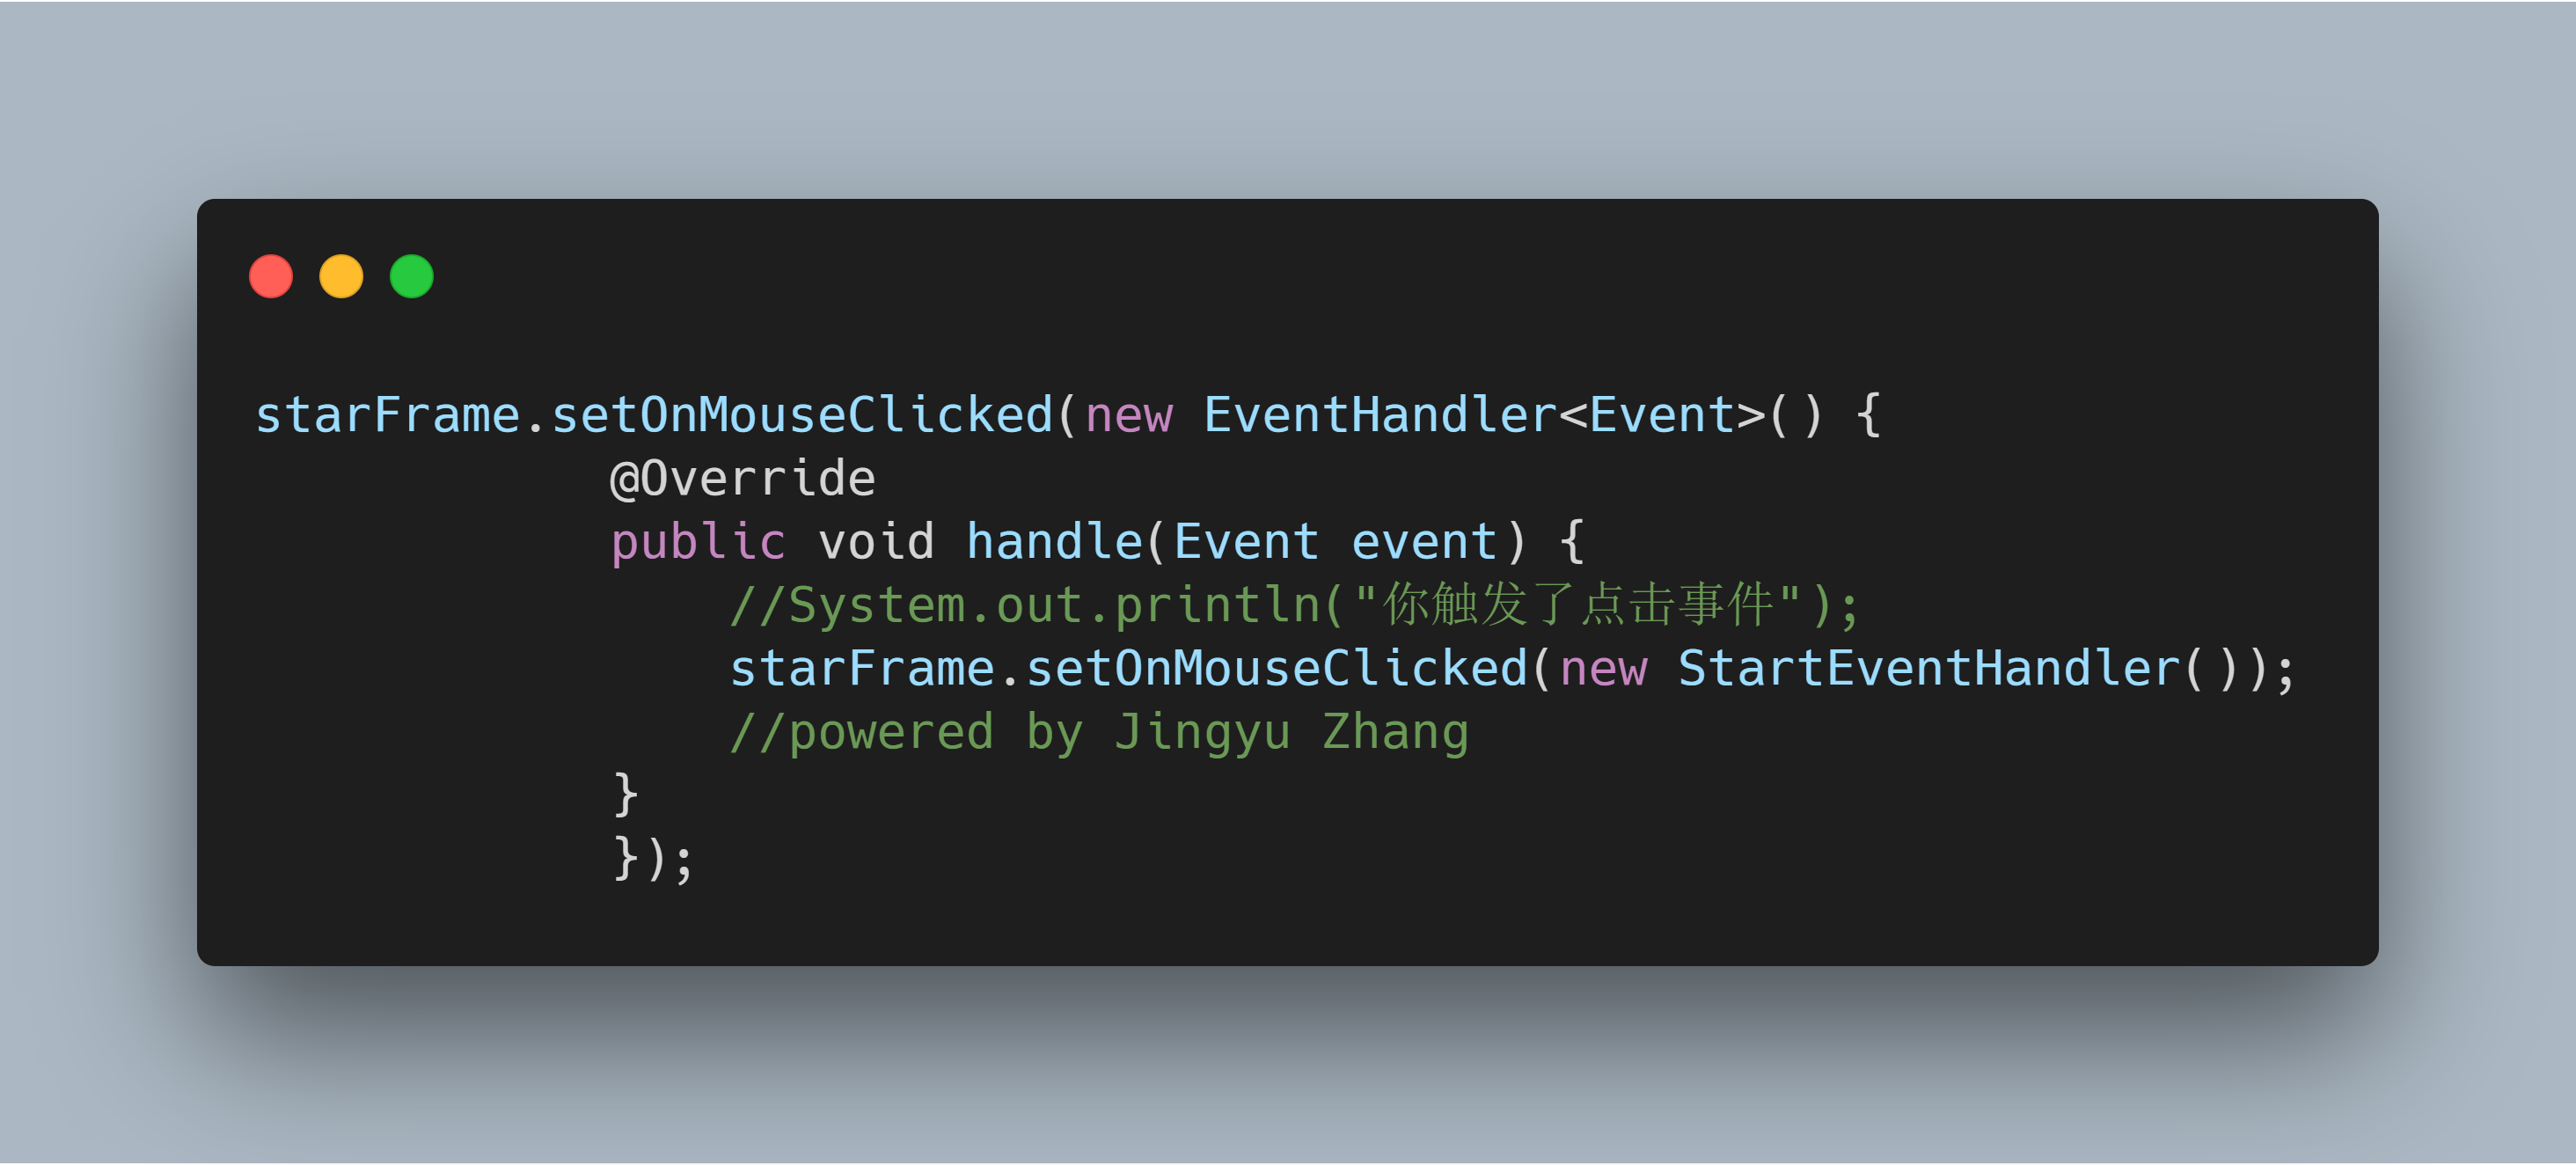 starFrame.setOnMouseClicked(new EventHandler<Event>() {
            @Override
            public void handle(Event event) {
                //System.out.println("你触发了点击事件");
                starFrame.setOnMouseClicked(new StartEventHandler());
                //powered by Jingyu Zhang
            }
            });